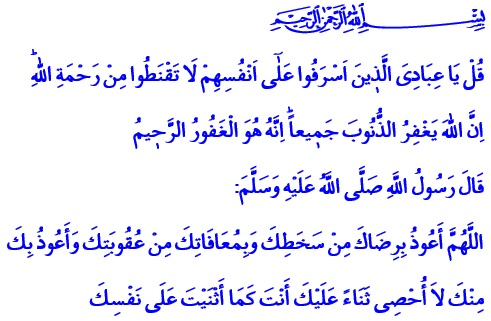 بِسْمِ اللّٰهِ الرَّحْمٰنِ الرَّحِيمِ
قُلْ يَا عِبَادِيَ الَّذ۪ينَ اَسْرَفُوا عَلٰٓى اَنْفُسِهِمْ لَا تَقْنَطُوا مِنْ رَحْمَةِ اللّٰهِۜ
اِنَّ اللّٰهَ يَغْفِرُ الذُّنُوبَ جَم۪يعاًۜ اِنَّهُ هُوَ الْغَفُورُ الرَّح۪يمُ
قَالَ رَسُولُ اللَّهِ صَلَّى اللَّهُ عَلَيْهِ وَسَلَّمَ:
اللَّهُمَّ أَعُوذُ بِرِضَاكَ مِنْ سَخَطِكَ وَبِمُعَافَاتِكَ مِنْ عُقُوبَتِكَ وَأَعُوذُ بِكَ
مِنْكَ لاَ أُحْصِى ثَنَاءً عَلَيْكَ أَنْتَ كَمَا أَثْنَيْتَ عَلَى نَفْسِكَ